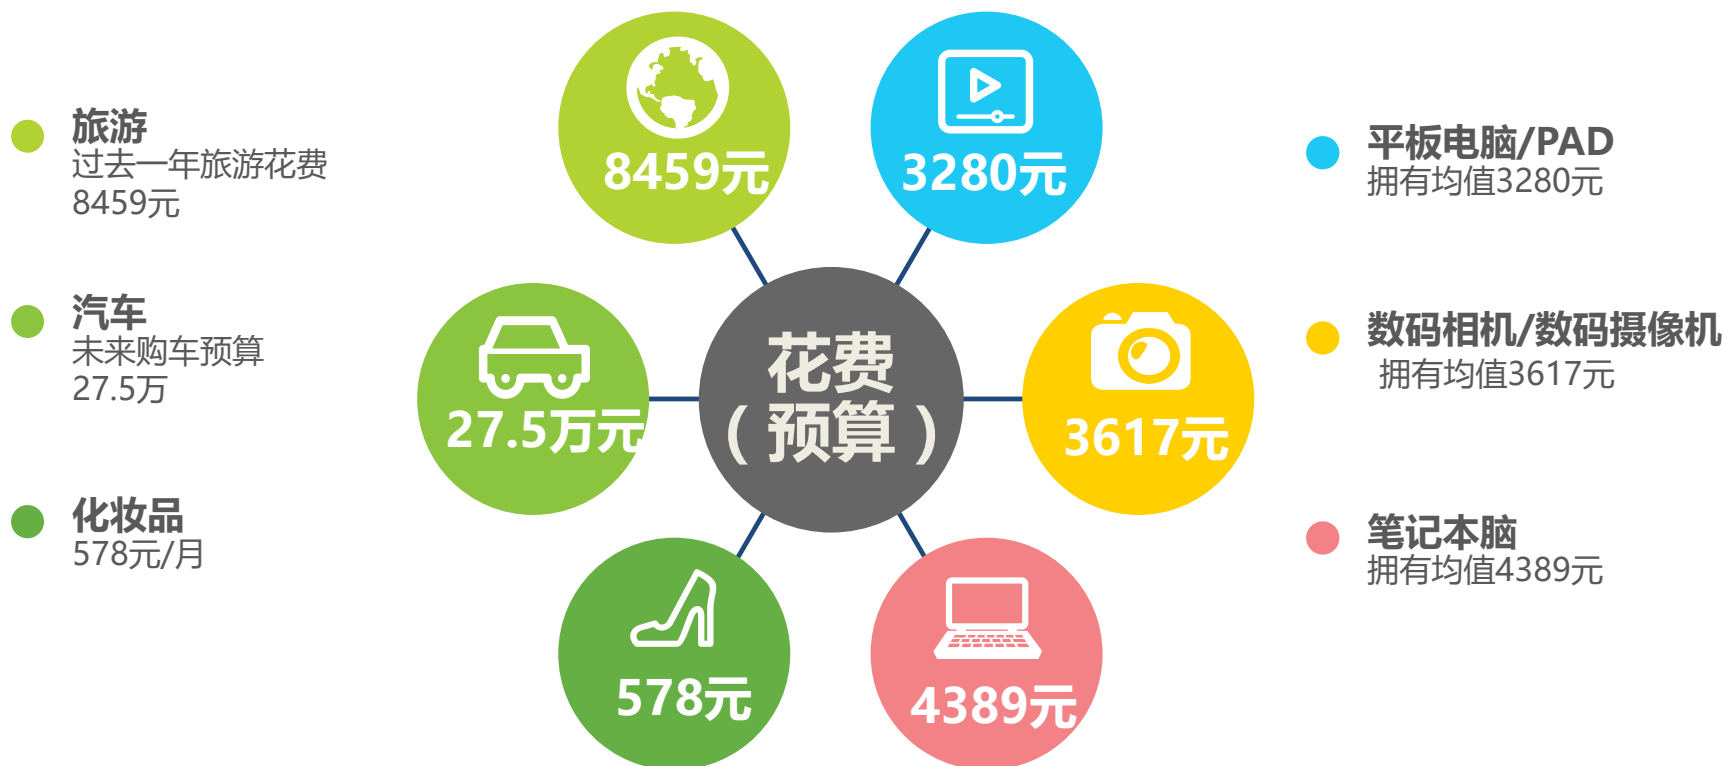 旅游
过去一年旅游花费
8459元
汽车
未来购车预算
27.5万
化妆品
578元/月
8459元
3280元
27.5万元
花费
（预算）
3617元
578元
4389元
平板电脑/PAD
拥有均值3280元
数码相机/数码摄像机
拥有均值3617元
笔记本脑
拥有均值4389元